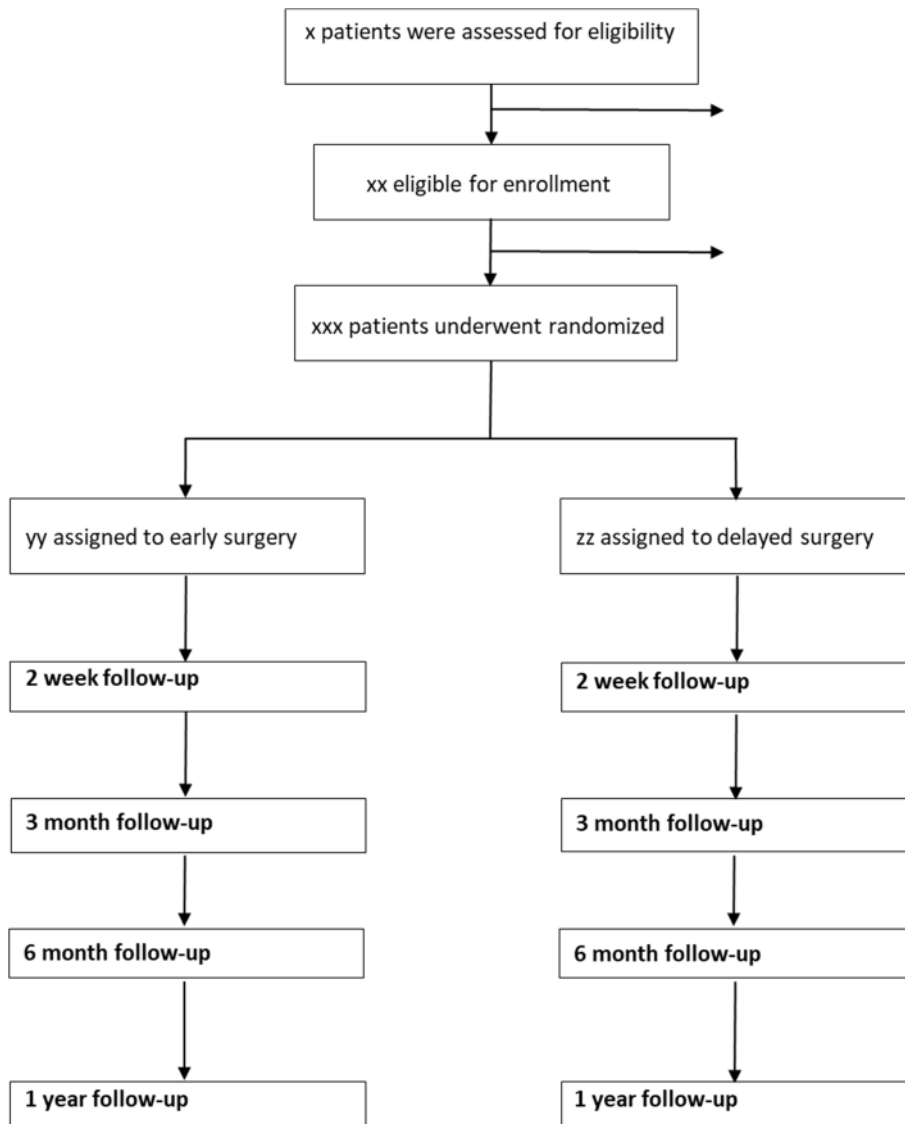 x patients were assessed for eligibility
xx eligible for enrollment
xxx patients underwent randomized
yy assigned to early surgery
zz assigned to delayed surgery
2 week follow-up
2 week follow-up
3 month follow-up
3 month follow-up
6 month follow-up
6 month follow-up
1 year follow-up
1 year follow-up